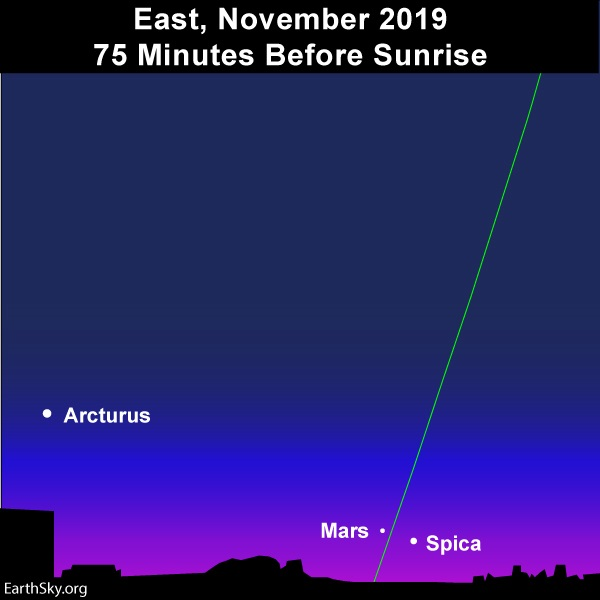 East, November 2019
75 Minutes Before Sunrise
Arcturus
Mars
Spica
EarthSky.org